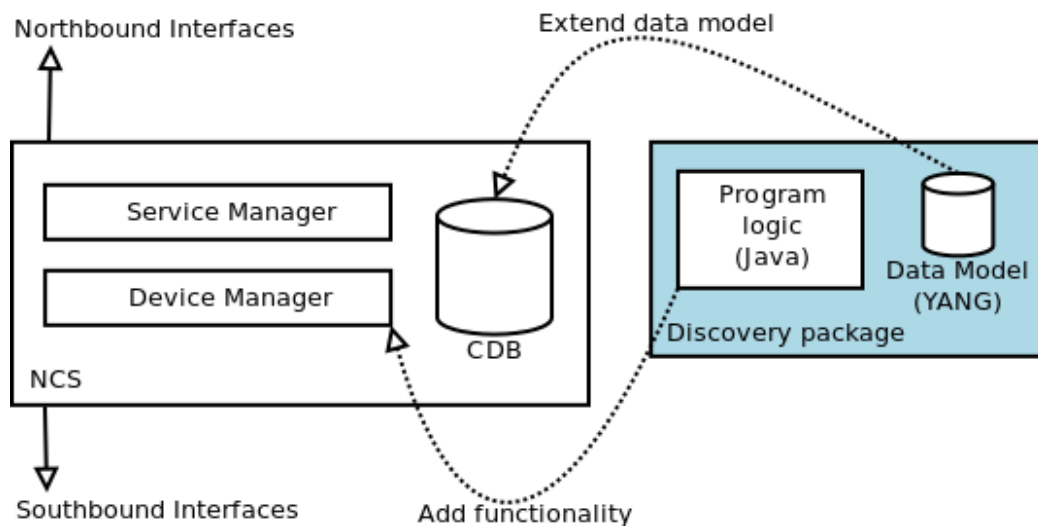 Northbound Interfaces
Extend data model
Service Manager
Device Manager
CDB
NCS
Program
logic
(Java)
Data Model
(YANG)
Discovery package
Southbound Interfaces
Add functionality